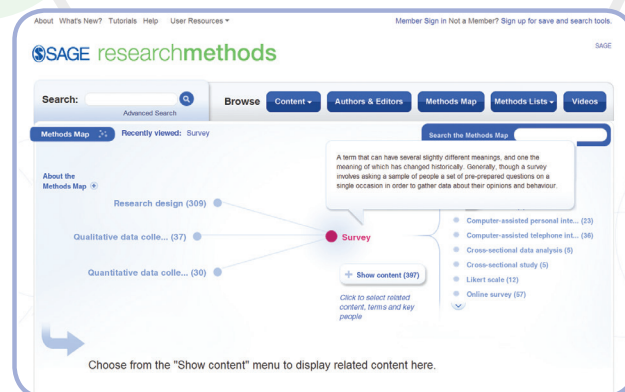 About What's New? Tutorials Help User Resources
Member Sign in Not a Member? Sign up for save and search tools.
SAGE researchmethods
SAGE
Search:
Advanced Search
Browse Content Authors & Editors Methods Map Methods Lists Videos
Methods Map
Recently viewed: Survey
Search the Methods Map
A term that can have several slightly different meanings, and one the
meaning of which has changed historically. Generally, though a survey
involves asking a sample of people a set of pre-prepared questions on a
single occasion in order to gather data about their opinions and behaviour.
About the
Methods Map
Research design (309)
Qualitative data colle... (37)
Quantitative data colle... (30)
Survey
+ Show content (397)
Click to select related
content, terms and key
people
Computer-assisted personal inte... (23)
Computer-assisted telephone int... (36)
Cross-sectional data analysis (5)
Cross-sectional study (5)
Likert scale (12)
Online survey (57)
Choose from the "Show content" menu to display related content here.